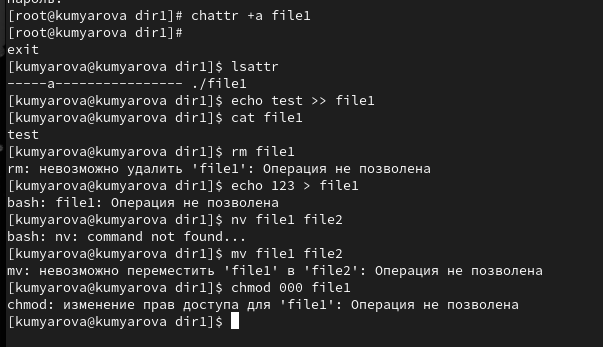 Пароль:
[root@kumyarova dir1]# chattr +a file1
[root@kumyarova dir1]#
exit
[kumyarova@kumyarova dir1]$ lsattr
-----a---------------- ./file1
[kumyarova@kumyarova dir1]$ echo test >> file1
[kumyarova@kumyarova dir1]$ cat file1
test
[kumyarova@kumyarova dir1]$ rm file1
rm: невозможно удалить 'file1': Операция не позволена
[kumyarova@kumyarova dir1]$ echo 123 > file1
bash: file1: Операция не позволена
[kumyarova@kumyarova dir1]$ nv file1 file2
bash: nv: command not found...
[kumyarova@kumyarova dir1]$ mv file1 file2
mv: невозможно переместить 'file1' в 'file2': Операция не позволена
[kumyarova@kumyarova dir1]$ chmod 000 file1
chmod: изменение прав доступа для 'file1': Операция не позволена
[kumyarova@kumyarova dir1]$